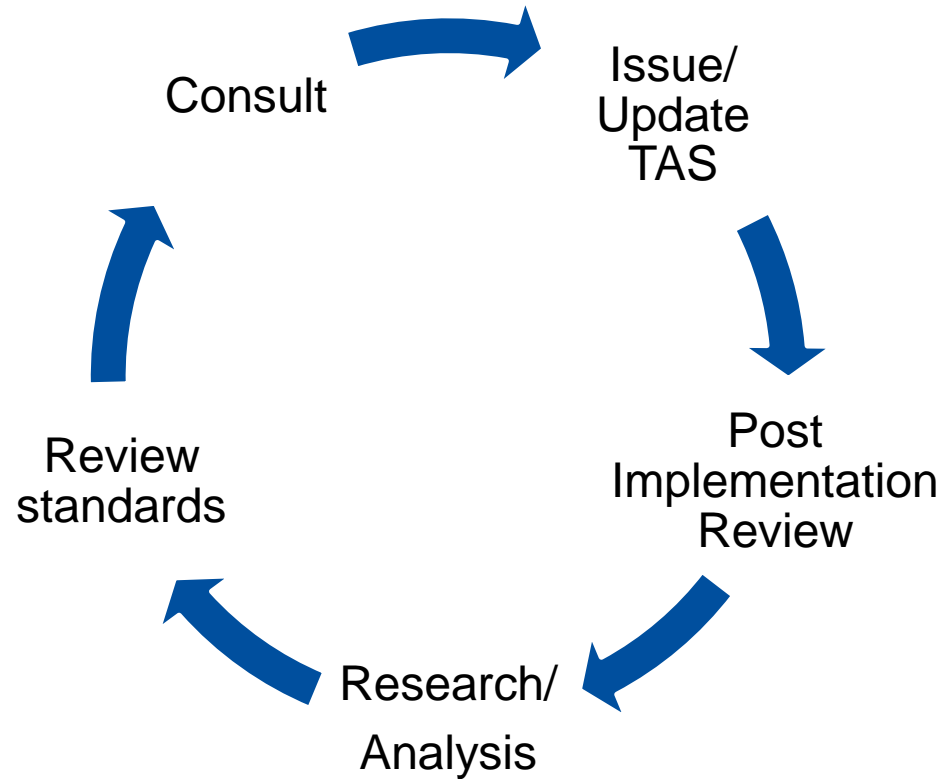 Consult
Issue/
Update
TAS
Post
Implementation
Review
Research/
Analysis
Review
standards